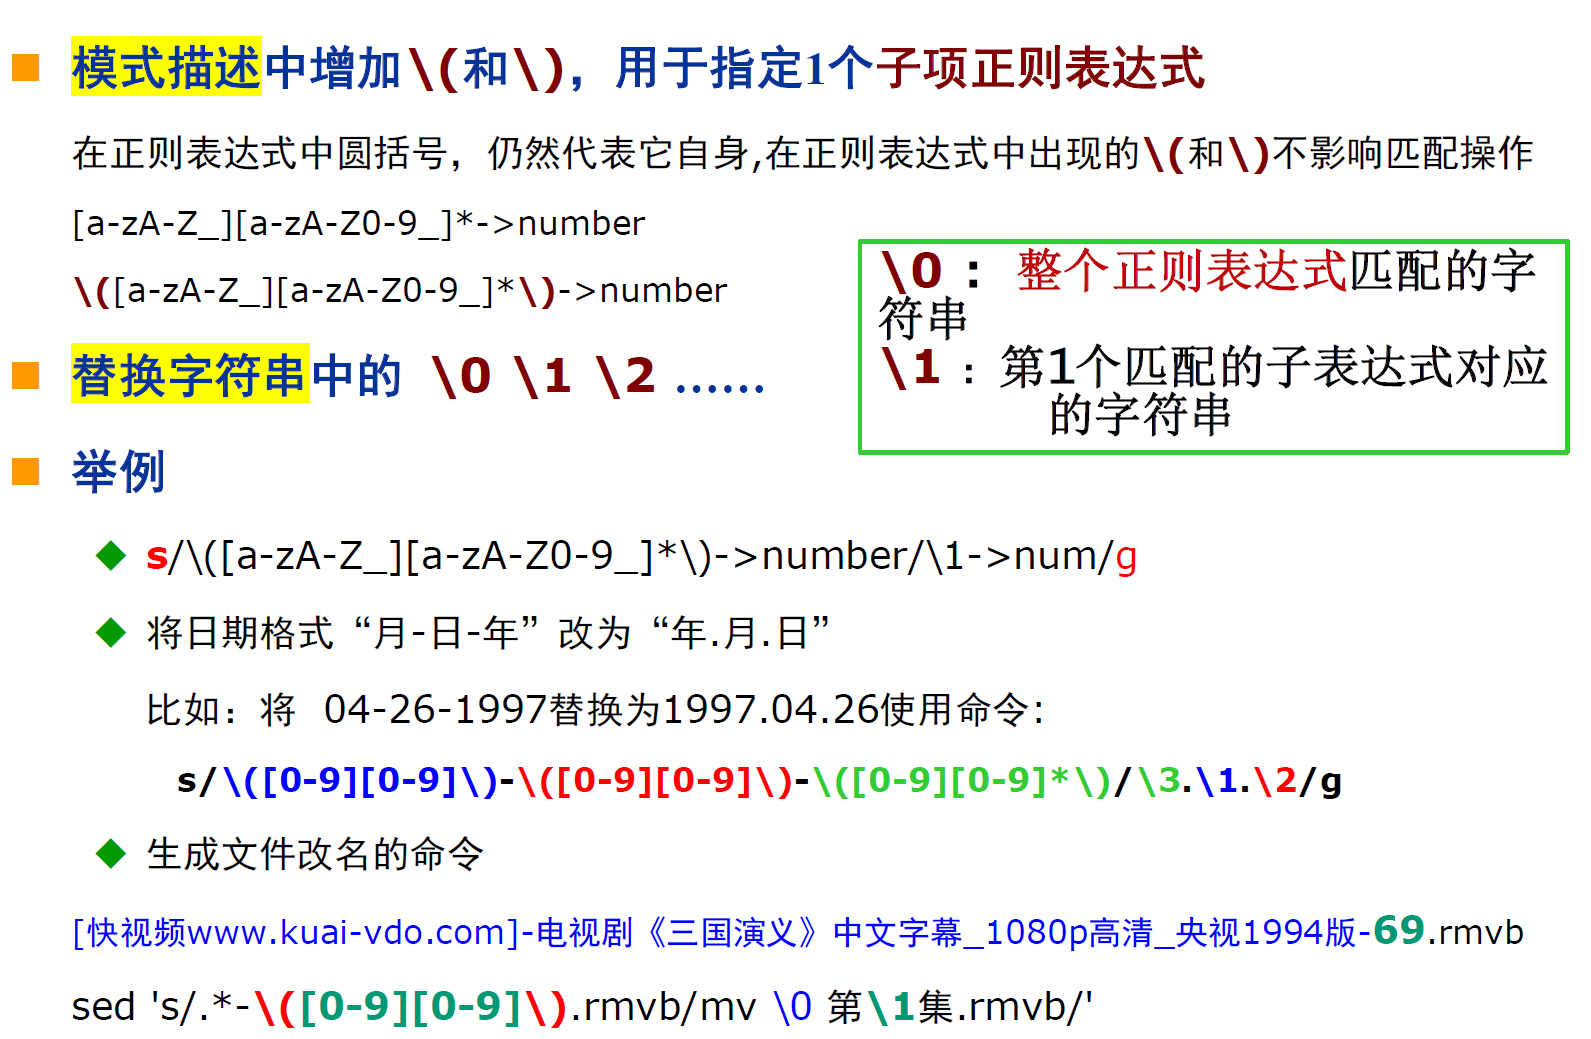 模式描述中增加\(和\)，用于指定1个子项正则表达式
在正则表达式中圆括号，仍然代表它自身,在正则表达式中出现的\(和\)不影响匹配操作
[a-zA-Z_][a-zA-Z0-9_]*->number
\([a-zA-Z_][a-zA-Z0-9_]*\)->number
\0 : 整个正则表达式匹配的字
符串
\1 : 第1个匹配的子表达式对应
的字符串
替换字符串中的 \0 \1 \2 ……
举例
s/\([a-zA-Z_][a-zA-Z0-9_]*\)->number/\1->num/g
将日期格式“月-日-年”改为“年.月.日”
比如：将 04-26-1997替换为1997.04.26使用命令:
s/\([0-9][0-9]\)-\([0-9][0-9]\)-\([0-9][0-9]*\)/\3.\1.\2/g
生成文件改名的命令
[快视频www.kuai-vdo.com]-电视剧《三国演义》中文字幕_1080p高清_央视1994版-69.rmvb
sed 's/.*-\([0-9][0-9]\).rmvb/mv \0 第\1集.rmvb/'